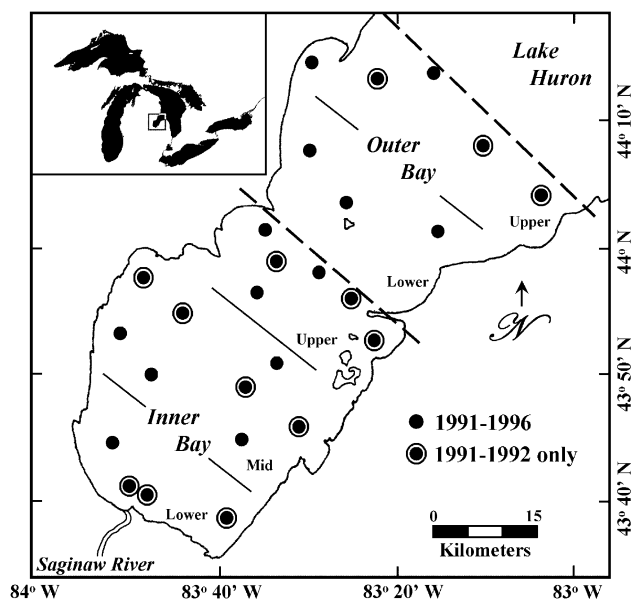 Lake
Huron
Outer
Bay
Upper
Lower
Upper
Inner
Bay
Mid
Lower
Saginaw River
N
1991-1996
1991-1992 only
0 15
Kilometers
44° 10' N
44° N
43° 50' N
43° 40' N
84° W 83° 40' W 83° 20' W 83° W